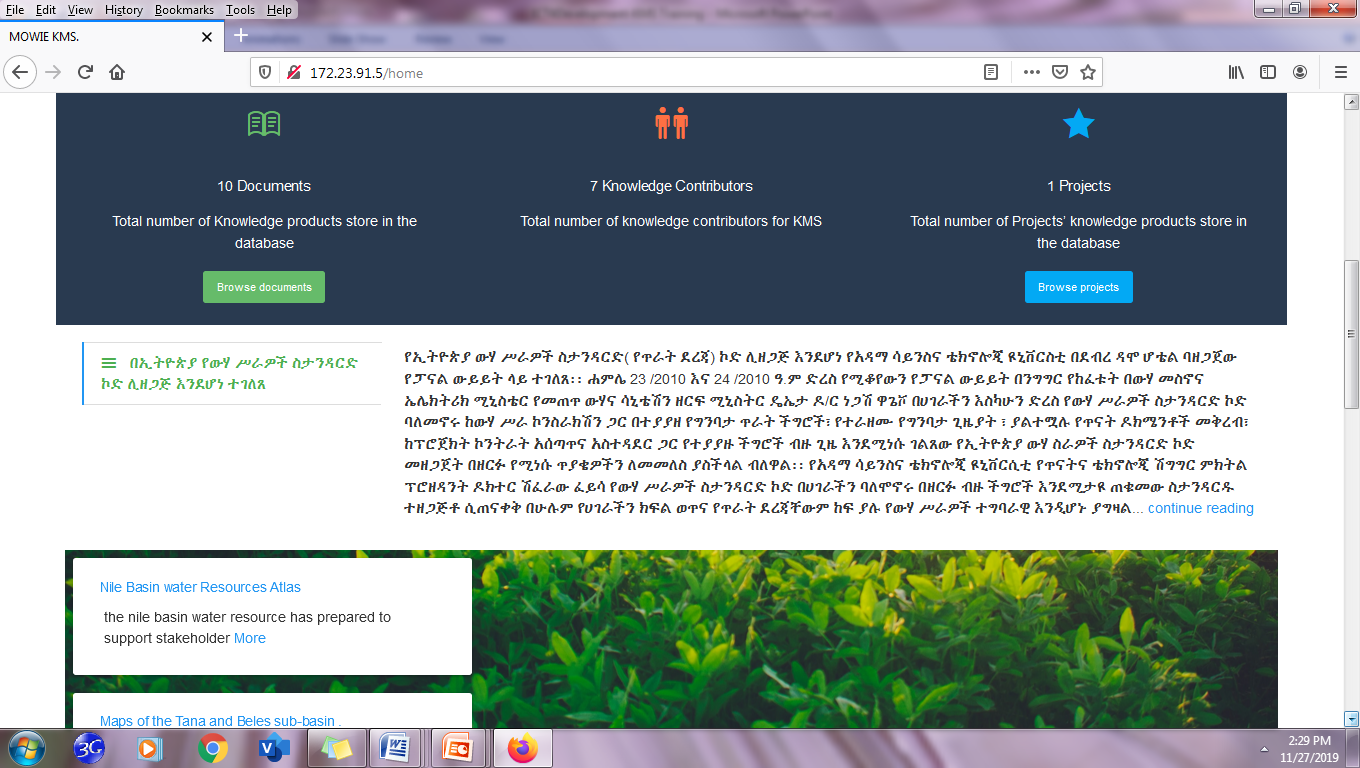 File Edit View History Bookmarks Tools Help
MOWIE KMS.
172.23.91.5/home
10 Documents
Total number of Knowledge products store in the
database
Browse documents
7 Knowledge Contributors
Total number of knowledge contributors for KMS
1 Projects
Total number of Projects' knowledge products store in
the database
Browse projects
በኢትዮጵያ የውሃ ሥራዎች ስታንዳርድ
ኮድ ሊዘጋጅ እንደሆነ ተገለጸ
የኢትዮጵያ ውሃ ሥራዎች ስታንዳርድ( የጥራት ደረጃ) ኮድ ሊዘጋጅ እንደሆነ የአዳማ ሳይንስና ቴክኖሎጂ ዩኒቨርስቲ በደብረ ዳሞ ሆቴል ባዘጋጀው
የፓናል ውይይት ላይ ተገለጸ፡፡ ሐምሌ 23 /2010 እና 24 /2010 ዓ.ም ድረስ የሚቆየውን የፓናል ውይይት በንግግር የከፈቱት በውሃ መስኖና
ኤሌክትሪክ ሚኒስቴር የመጠጥ ውሃና ሳኒቴሽን ዘርፍ ሚኒስትር ዴኤታ ዶ/ር ነጋሽ ዋጌሾ በሀገራችን እስካሁን ድረስ የውሃ ሥራዎች ስታንዳርድ ኮድ
ባለመኖሩ ከውሃ ሥራ ኮንስራክሽን ጋር በተያያዘ የግንባታ ጥራት ችግሮች፣ የተራዘሙ የግንባታ ጊዜያት ፣ ያልተሟሉ የጥናት ዶክሜንቶች መቅረብ፣
ከፕሮጀክት ኮንትራት አሰጣጥና አስተዳደር ጋር የተያያዙ ችግሮች ብዙ ጊዜ እንደሚነሱ ገልጸው የኢትዮጵያ ውሃ ስራዎች ስታንዳርድ ኮድ
መዘጋጀት በዘርፉ የሚነሱ ጥያቄዎችን ለመመለስ ያስችላል ብለዋል፡፡ የአዳማ ሳይንስና ቴክኖሎጂ ዩኒቨርሲቲ የጥናትና ቴክኖሎጂ ሽግግር ምክትል
ፕሮዘዳንት ዶክተር ሽፈራው ፈይሳ የውሃ ሥራዎች ስታንዳርድ ኮድ በሀገራችን ባለሞኖሩ በዘርፉ ብዙ ችግሮች እንደሚታዩ ጠቁመው ስታንዳርዱ
ተዘጋጅቶ ሲጠናቀቅ በሁሉም የሀገራችን ክፍል ወጥና የጥራት ደረጃቸውም ከፍ ያሉ የውሃ ሥራዎች ተግባራዊ እንዲሆኑ ያግዛል... continue reading
Nile Basin water Resources Atlas
the nile basin water resource has prepared to
support stakeholder More
Maps of the Tana and Beles sub-basin .
3G
2:29 PM
11/27/2019